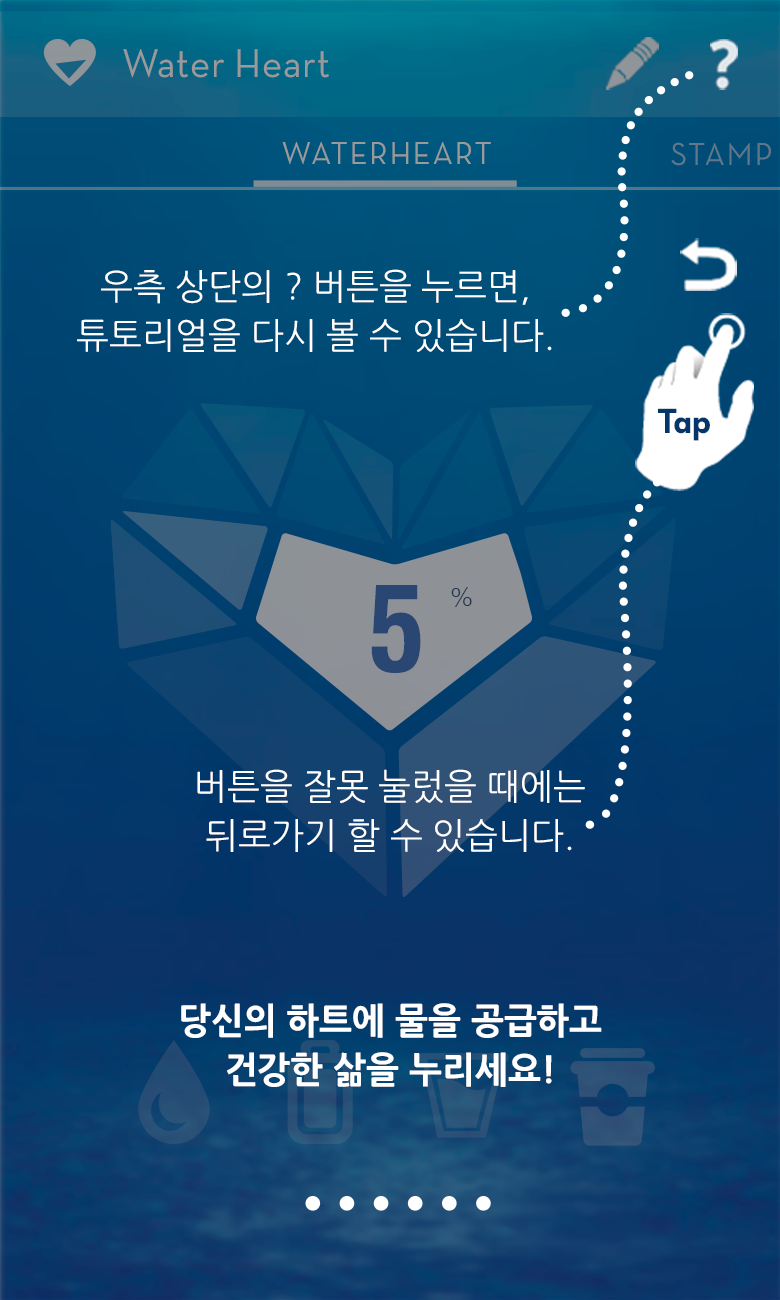 Water Heart
?
WATERHEART
STAMP
우측 상단의 ? 버튼을 누르면,
튜토리얼을 다시 볼 수 있습니다.
Tap
5 %
버튼을 잘못 눌렀을 때에는
뒤로가기 할 수 있습니다.
당신의 하트에 물을 공급하고
건강한 삶을 누리세요!